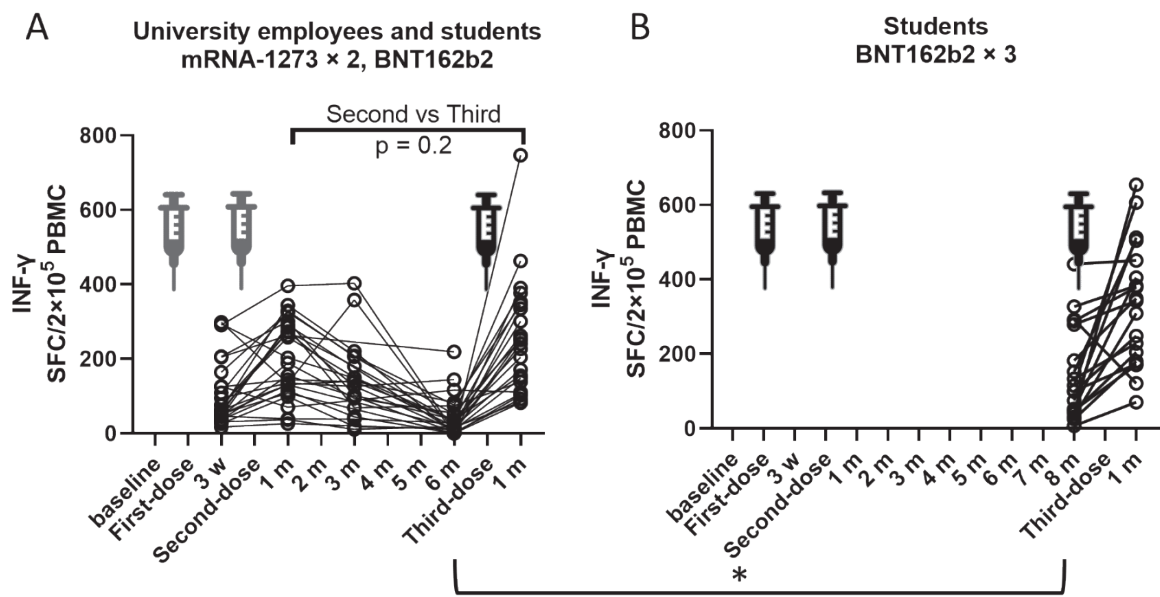 A
University employees and students
mRNA-1273 × 2, BNT162b2
Second vs Third
p = 0.2
INF-γ
SFC/2×10⁵ PBMC
800
600
400
200
0
baseline
First-dose
3 w
Second-dose
1 m
2 m
3 m
4 m
5 m
6 m
Third-dose
1 m
B
Students
BNT162b2 × 3
INF-γ
SFC/2×10⁵ PBMC
800
600
400
200
0
baseline
First-dose
3 w
Second-dose
1 m
2 m
3 m
4 m
5 m
6 m
7 m
8 m
Third-dose
1 m
*